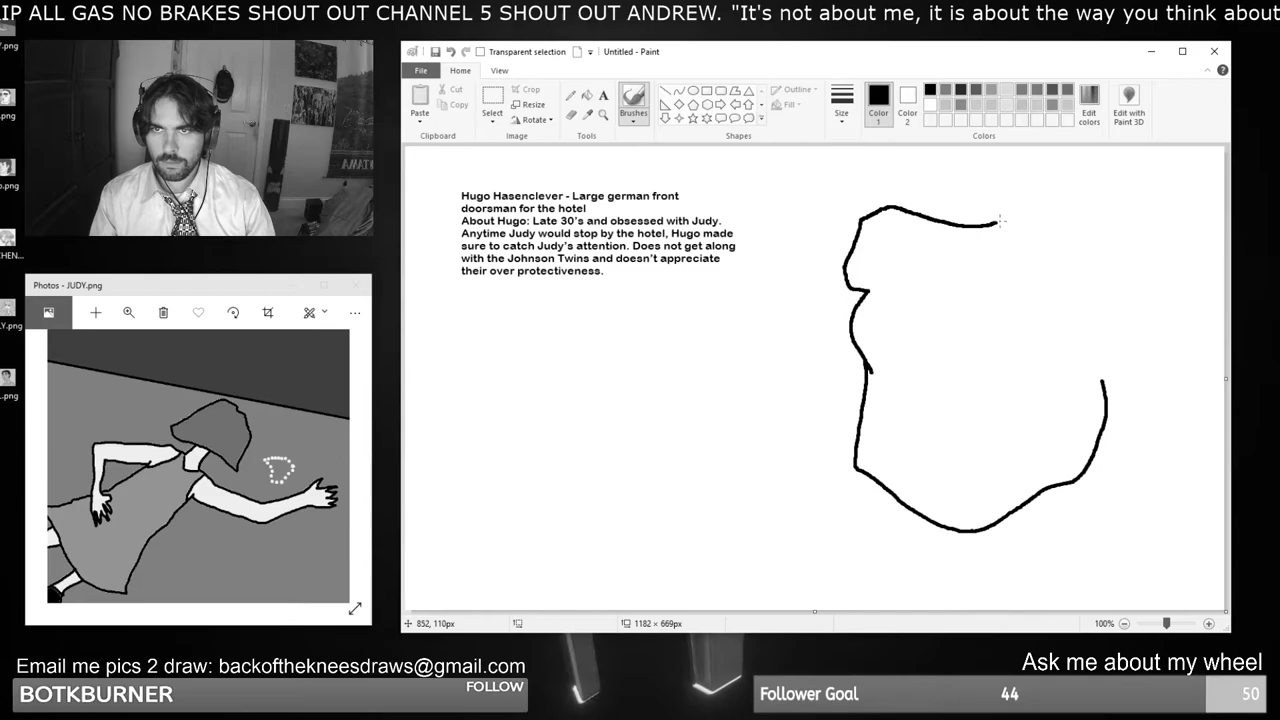 IP ALL GAS NO BRAKES SHOUT OUT CHANNEL 5 SHOUT OUT ANDREW. "It's not about me, it is about the way you think about
Transparent selection Untitled - Paint
File Home View
Paste Cut Copy Select Crop Resize Rotate Brushes Outline Fill Size Color 1 Color 2 Edit colors Edit with Paint 3D
Clipboard Image Tools Shapes Colors
Hugo Hasenclever - Large german front
doorsman for the hotel
About Hugo: Late 30's and obsessed with Judy.
Anytime Judy would stop by the hotel, Hugo made
sure to catch Judy's attention. Does not get along
with the Johnson Twins and doesn't appreciate
their over protectiveness.
Photos - JUDY.png
852, 110px 1182 × 669px 100%
Email me pics 2 draw: backofthekneesdraws@gmail.com
Ask me about my wheel
BOTKBURNER FOLLOW
Follower Goal 44 50